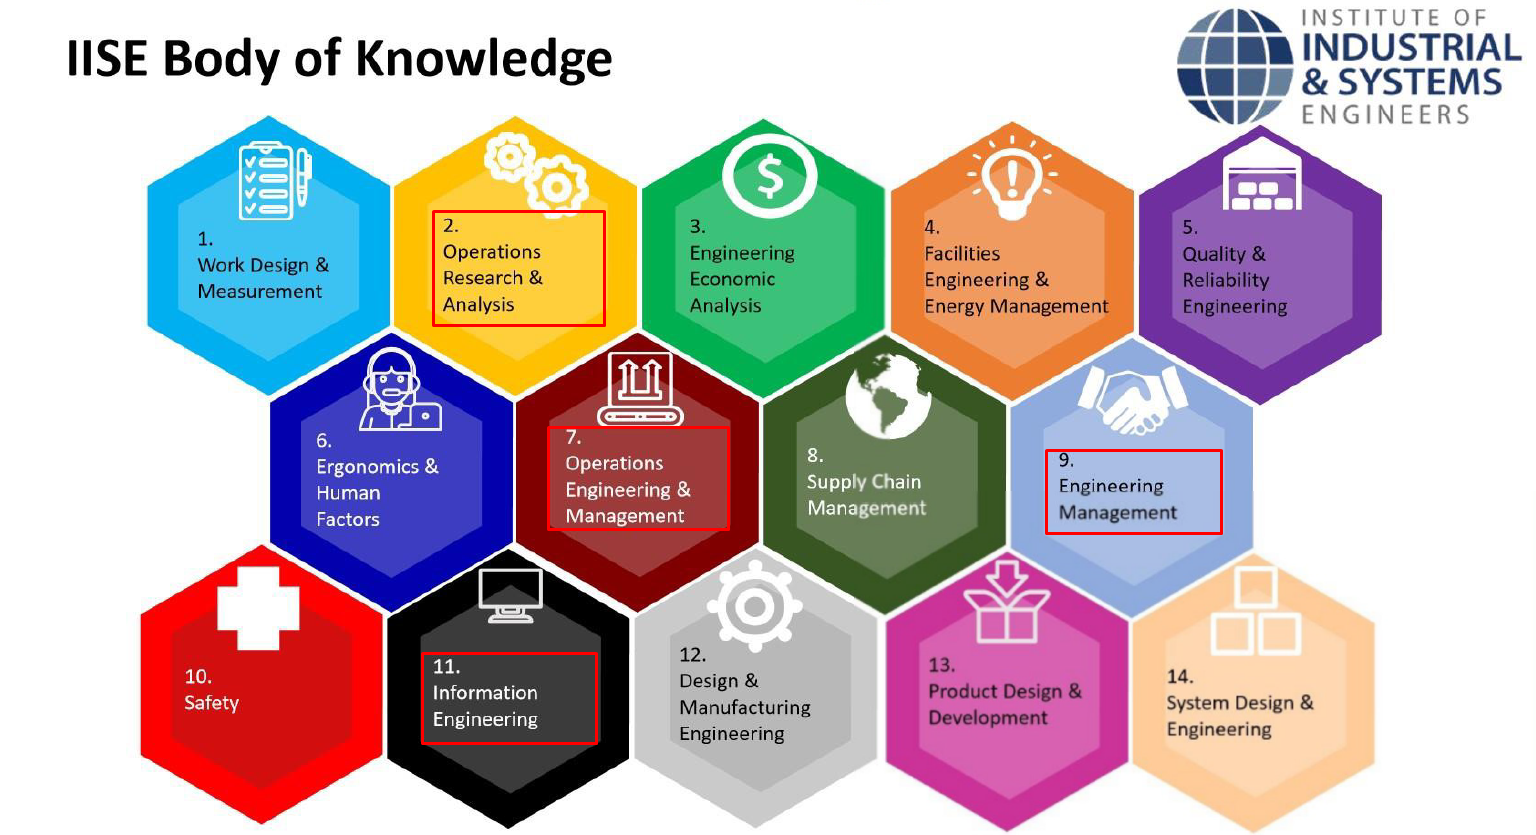 IISE Body of Knowledge
INSTITUTE OF
INDUSTRIAL
& SYSTEMS
ENGINEERS
1.
Work Design &
Measurement
2.
Operations
Research &
Analysis
$
3.
Engineering
Economic
Analysis
4.
Facilities
Engineering &
Energy Management
5.
Quality &
Reliability
Engineering
6.
Ergonomics &
Human
Factors
7.
Operations
Engineering &
Management
8.
Supply Chain
Management
9.
Engineering
Management
10.
Safety
11.
Information
Engineering
12.
Design &
Manufacturing
Engineering
13.
Product Design &
Development
14.
System Design &
Engineering